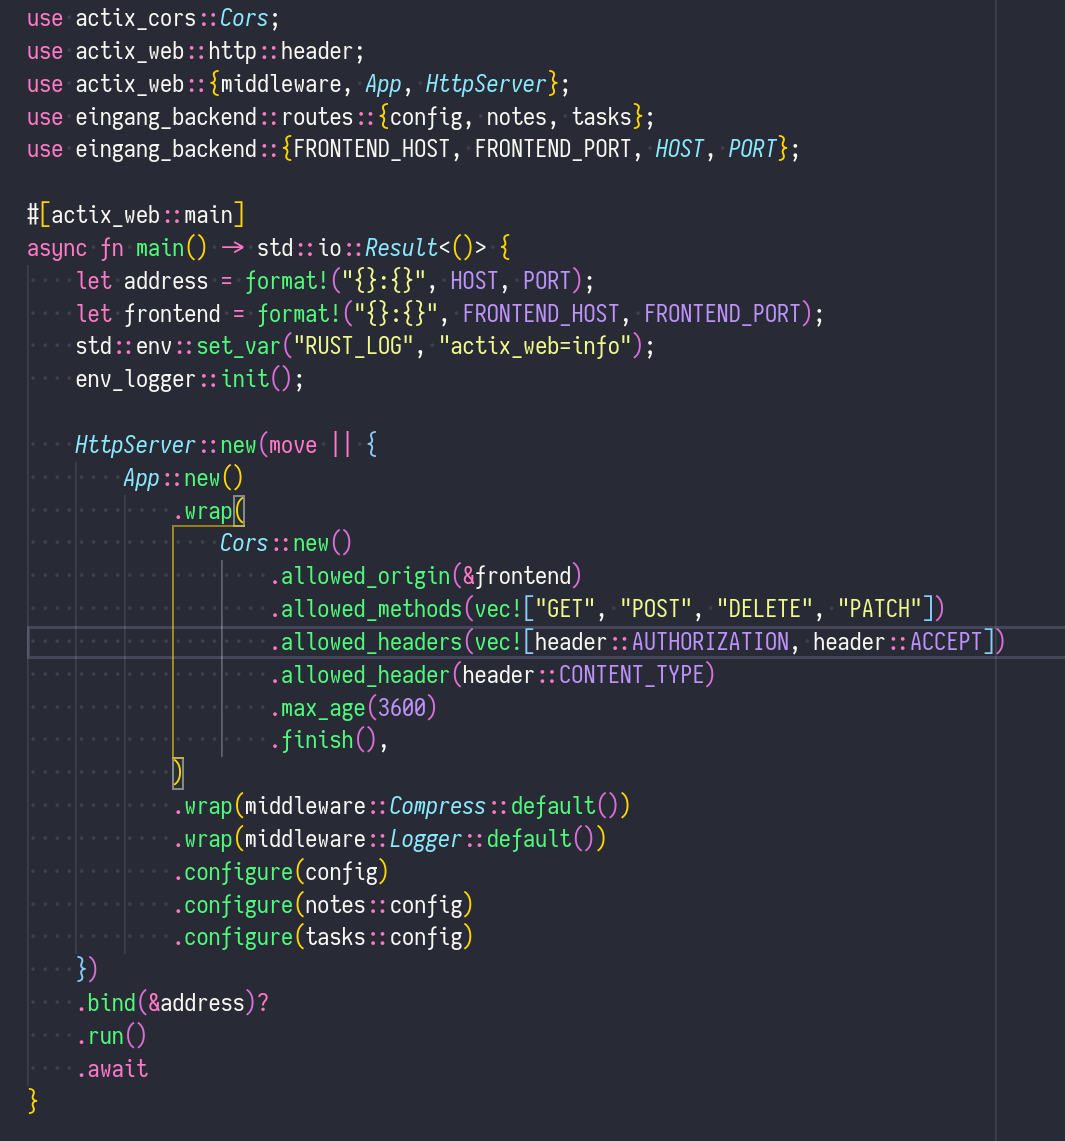 use actix_cors::Cors;
use actix_web::http::header;
use actix_web::{middleware, App, HttpServer};
use eingang_backend::routes::{config, notes, tasks};
use eingang_backend::{FRONTEND_HOST, FRONTEND_PORT, HOST, PORT};

#[actix_web::main]
async fn main() -> std::io::Result<()> {
    let address = format!("{}:{}", HOST, PORT);
    let frontend = format!("{}:{}", FRONTEND_HOST, FRONTEND_PORT);
    std::env::set_var("RUST_LOG", "actix_web=info");
    env_logger::init();

    HttpServer::new(move || {
        App::new()
            .wrap(
                Cors::new()
                    .allowed_origin(&frontend)
                    .allowed_methods(vec!["GET", "POST", "DELETE", "PATCH"])
                    .allowed_headers(vec![header::AUTHORIZATION, header::ACCEPT])
                    .allowed_header(header::CONTENT_TYPE)
                    .max_age(3600)
                    .finish(),
            )
            .wrap(middleware::Compress::default())
            .wrap(middleware::Logger::default())
            .configure(config)
            .configure(notes::config)
            .configure(tasks::config)
    })
    .bind(&address)?
    .run()
    .await
}